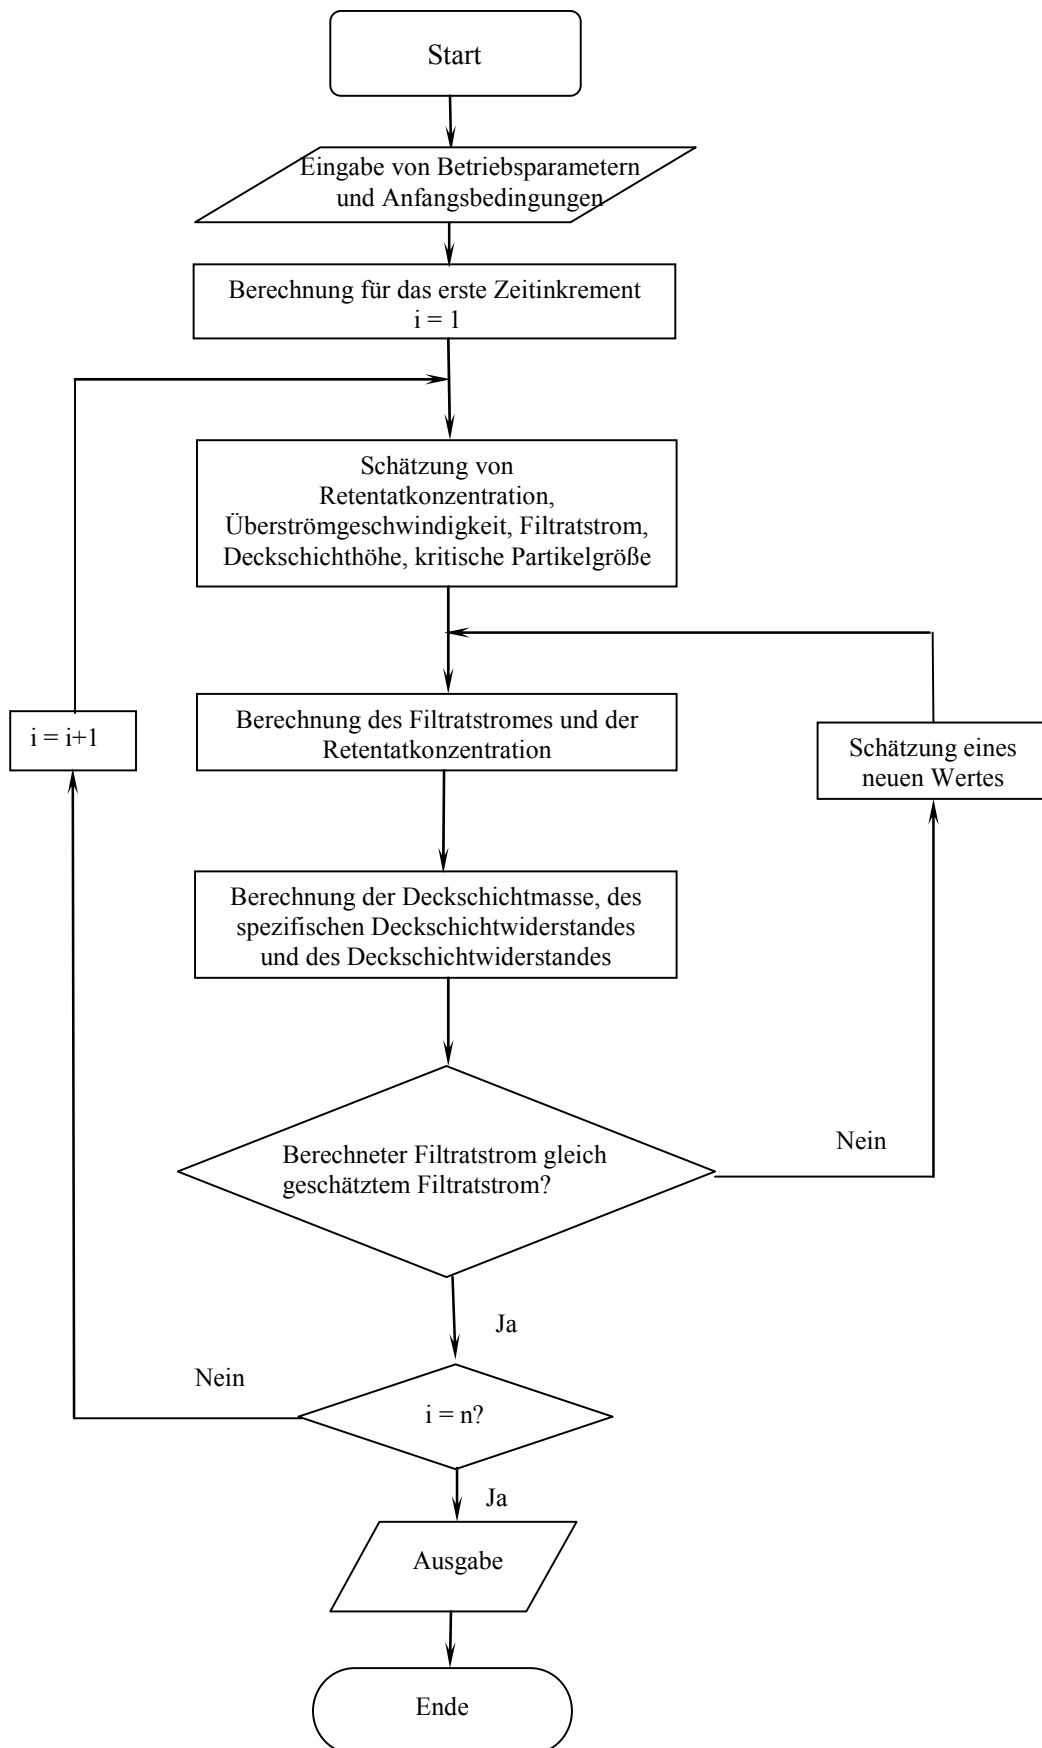 Start
Eingabe von Betriebsparametern
und Anfangsbedingungen
Berechnung für das erste Zeitinkrement
i = 1
Schätzung von
Retentatkonzentration,
Überströmgeschwindigkeit, Filtratstrom,
Deckschichthöhe, kritische Partikelgröße
Berechnung des Filtratstromes und der
Retentatkonzentration
i = i+1
Schätzung eines
neuen Wertes
Berechnung der Deckschichtmasse, des
spezifischen Deckschichtwiderstandes
und des Deckschichtwiderstandes
Berechneter Filtratstrom gleich
geschätztem Filtratstrom?
Nein
Ja
Nein
i = n?
Ja
Ausgabe
Ende